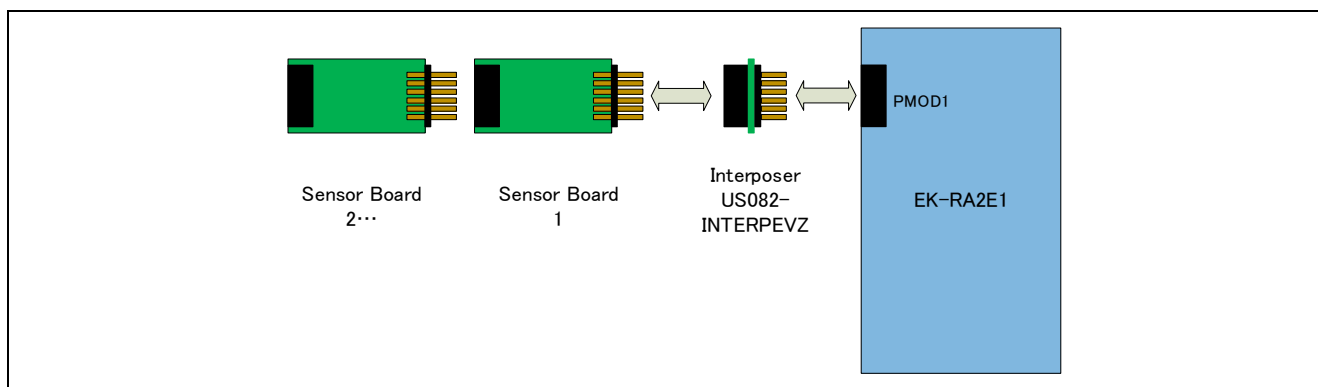 PMOD1
Sensor Board
2…
Sensor Board
1
Interposer
US082-
INTERPEVZ
EK-RA2E1